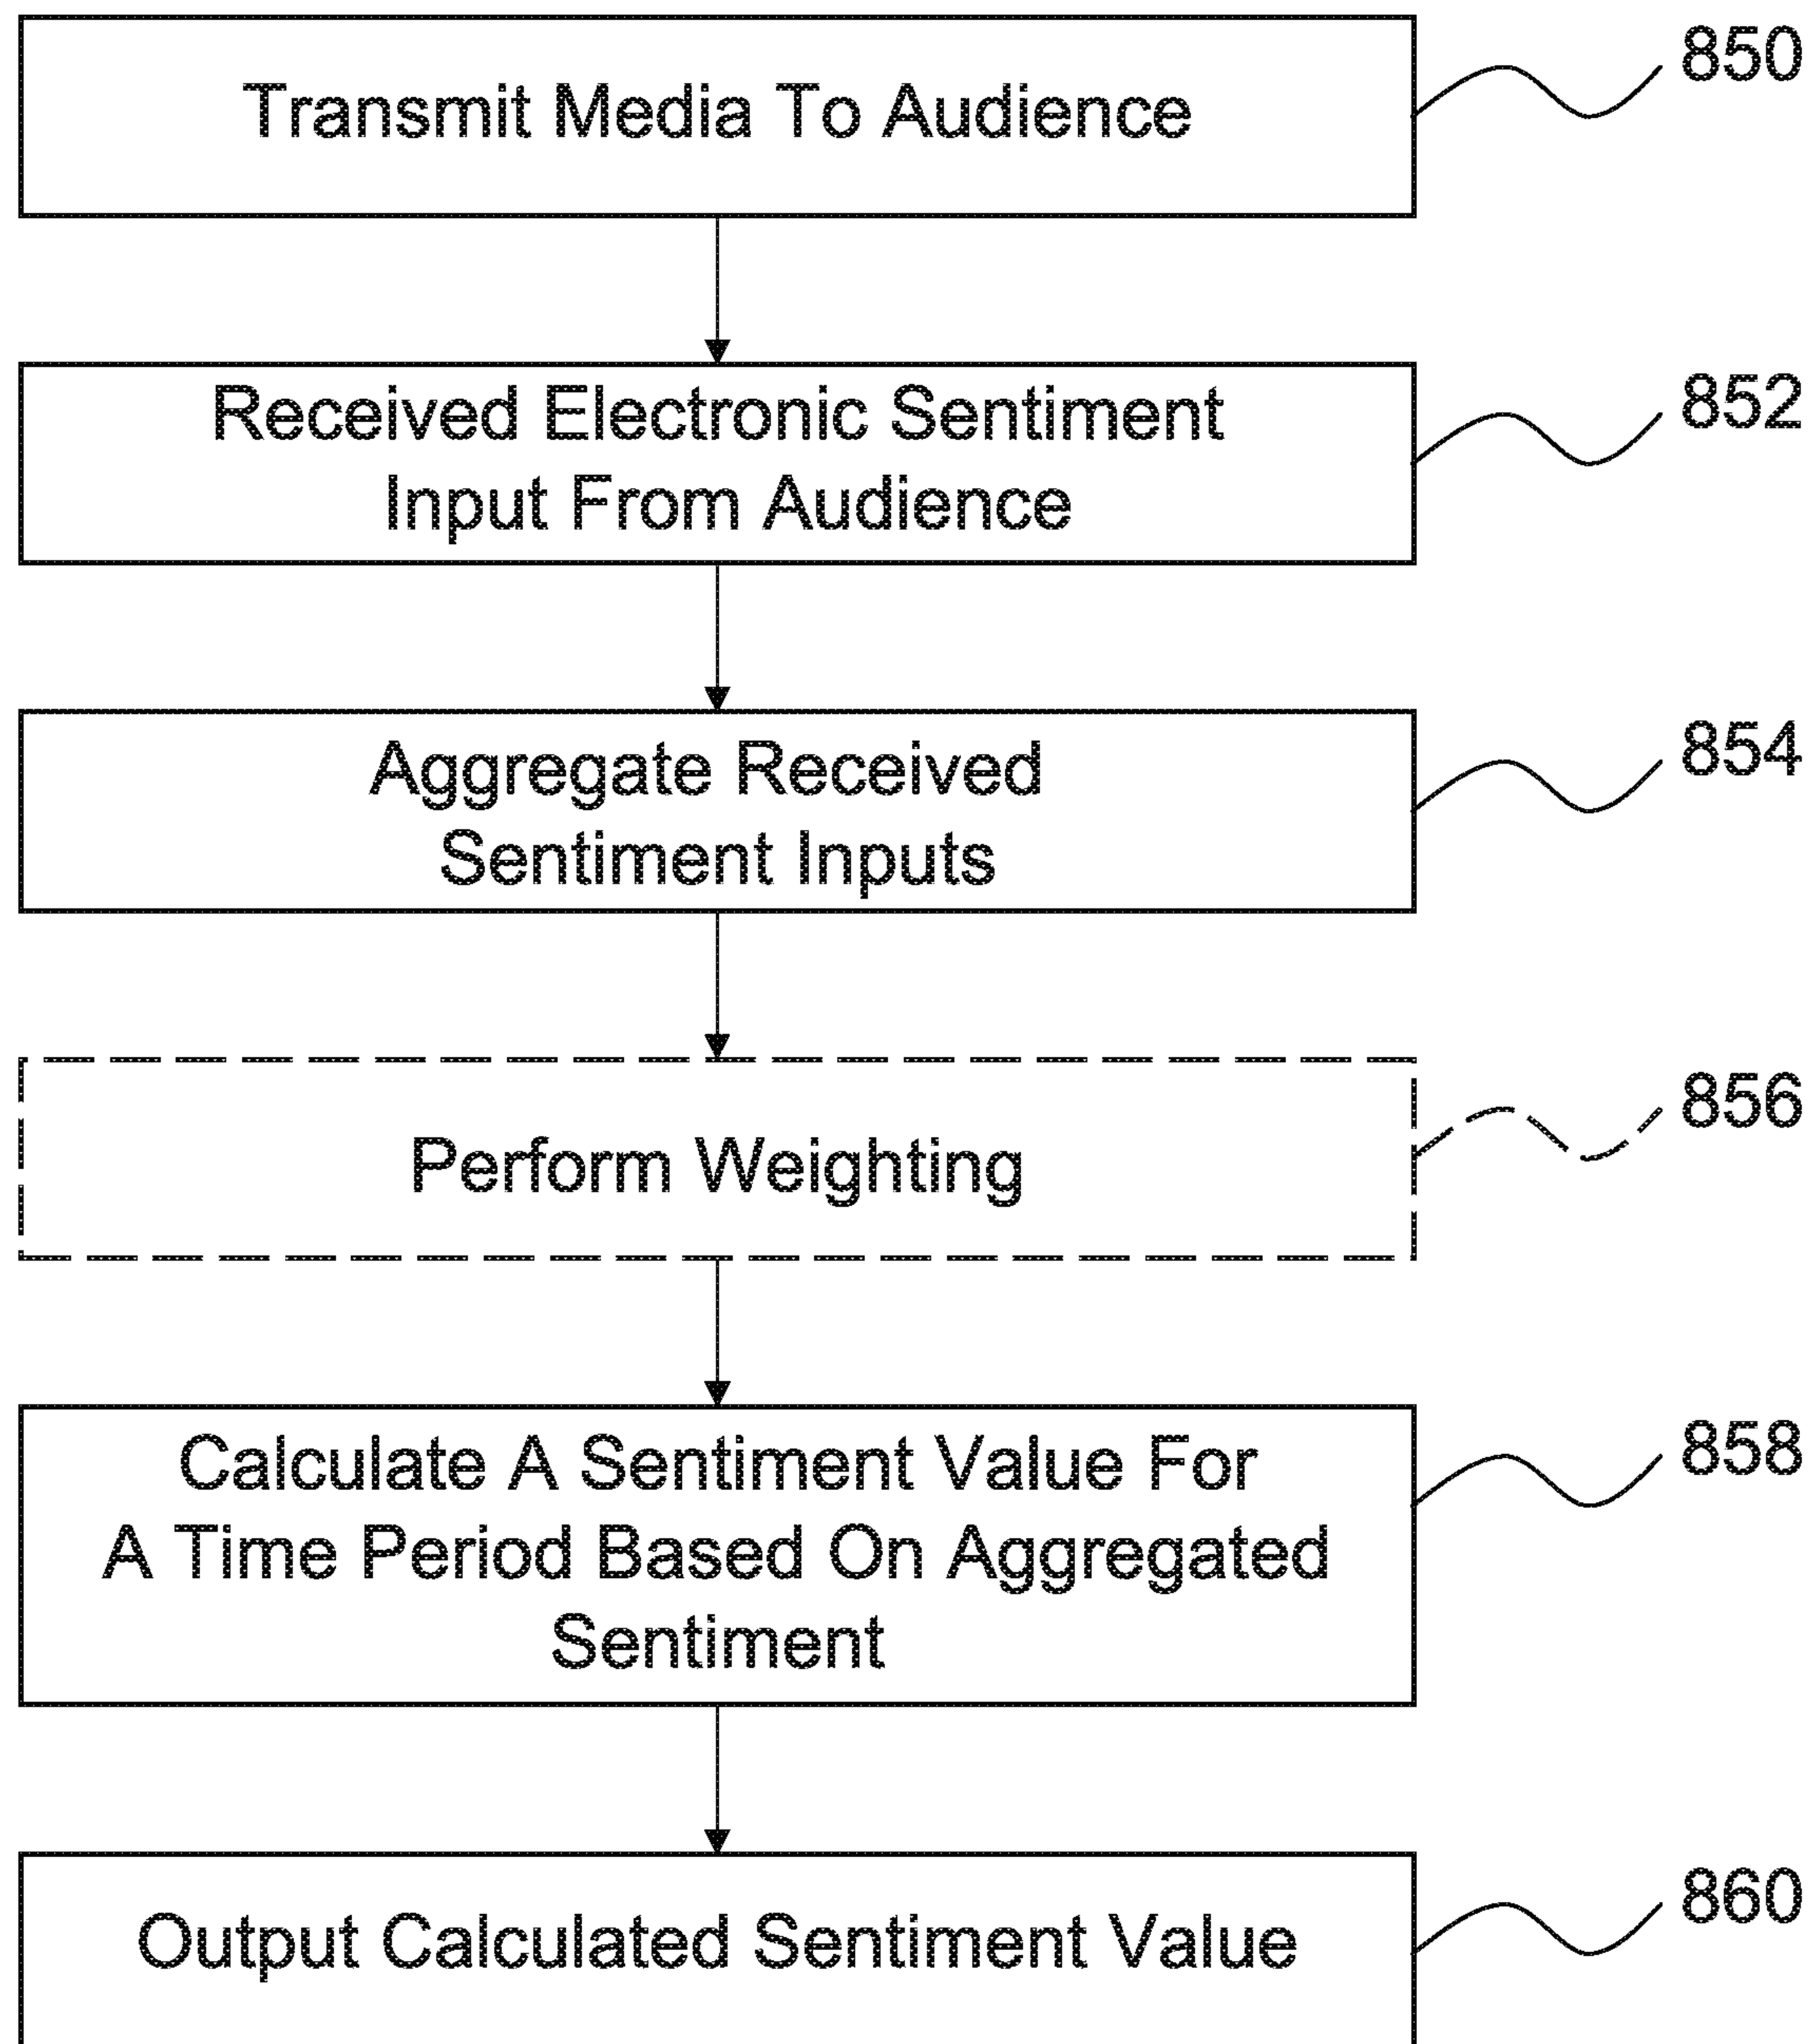 Transmit Media To Audience
850
Received Electronic Sentiment
Input From Audience
852
Aggregate Received
Sentiment Inputs
854
Perform Weighting
856
Calculate A Sentiment Value For
A Time Period Based On Aggregated
Sentiment
858
Output Calculated Sentiment Value
860